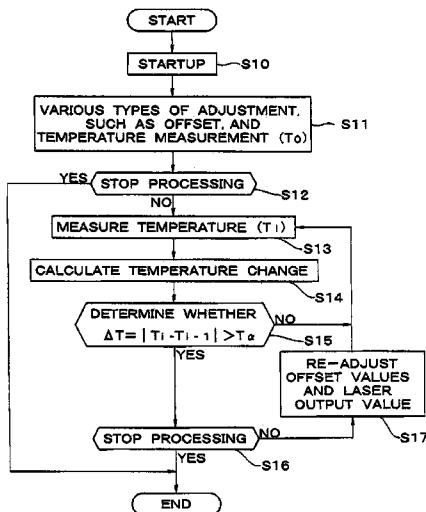 START
STARTUP
S10
VARIOUS TYPES OF ADJUSTMENT,
SUCH AS OFFSET, AND
TEMPERATURE MEASUREMENT (To)
S11
YES
STOP PROCESSING
S12
NO
MEASURE TEMPERATURE (Ti)
S13
CALCULATE TEMPERATURE CHANGE
S14
DETERMINE WHETHER
ΔT=|Ti-Ti-1|>Tα
NO
S15
YES
RE-ADJUST
OFFSET VALUES
AND LASER
OUTPUT VALUE
S17
STOP PROCESSING
NO
YES
S16
END